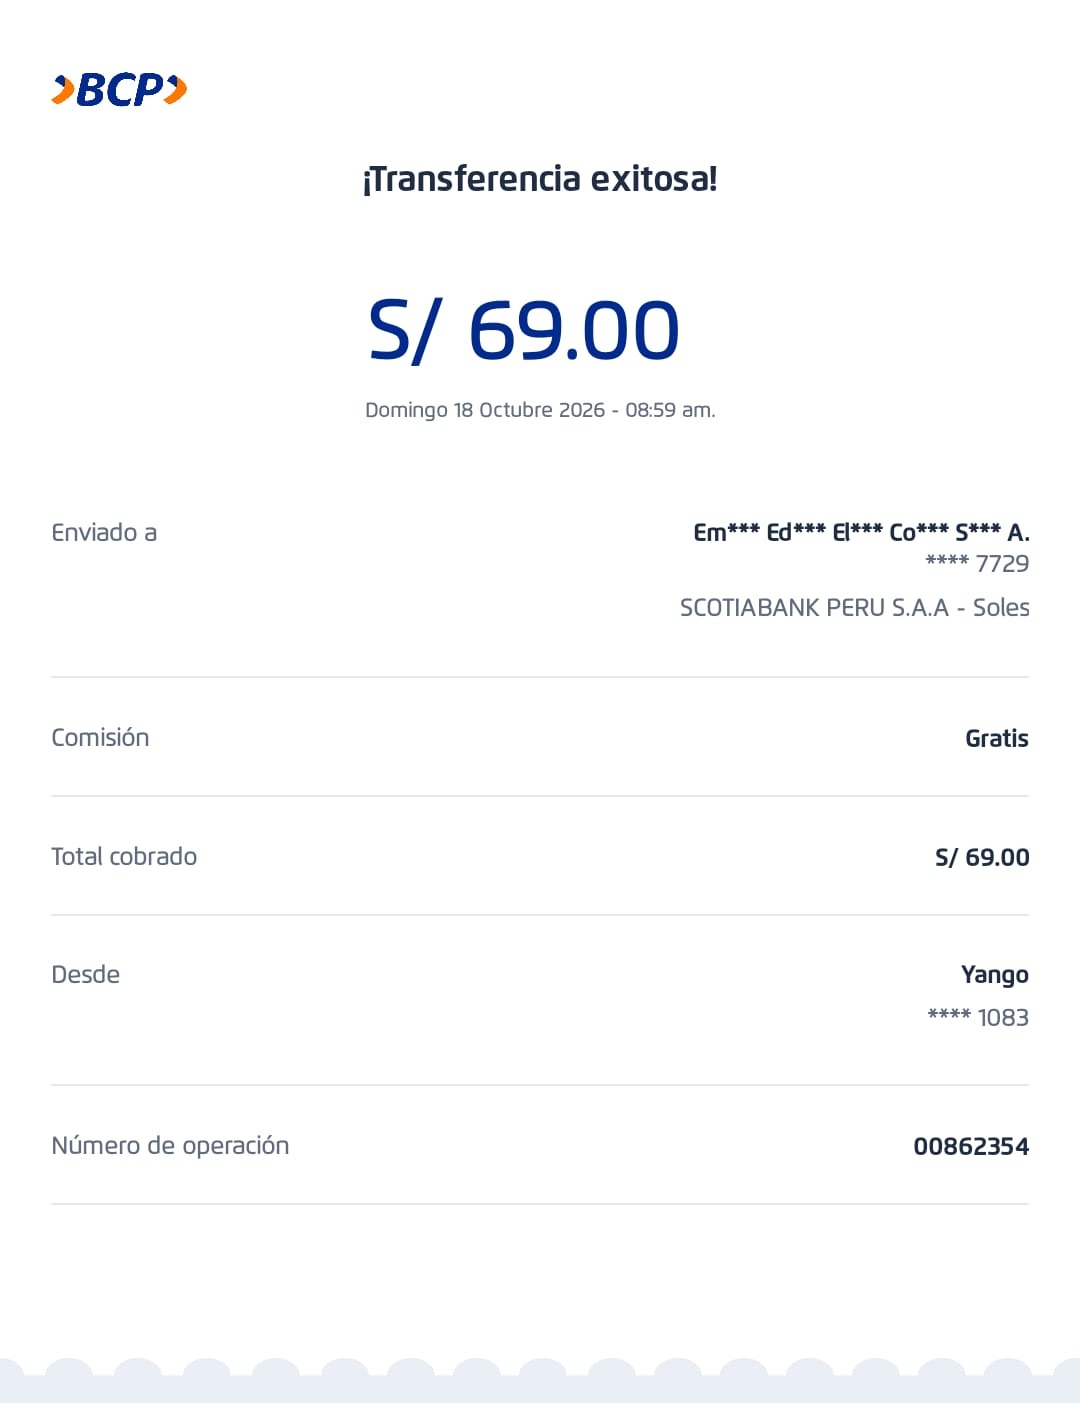 BCP
¡Transferencia exitosa!
S/ 69.00
Domingo 18 Octubre 2026 - 08:59 am.
Enviado a
Em*** Ed*** El*** Co*** S*** A.
**** 7729
SCOTIABANK PERU S.A.A - Soles
Comisión
Gratis
Total cobrado
S/ 69.00
Desde
Yango
**** 1083
Número de operación
00862354